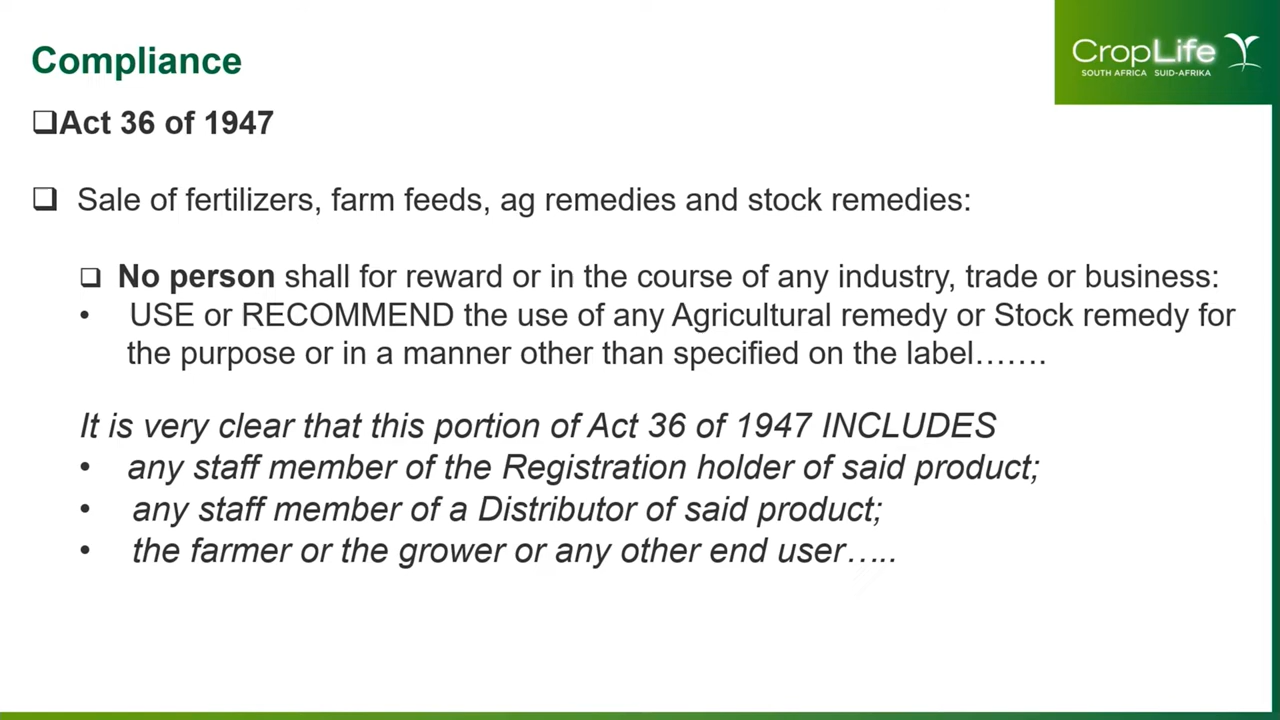 Compliance
CropLife
SOUTH AFRICA SUID-AFRIKA
Act 36 of 1947
Sale of fertilizers, farm feeds, ag remedies and stock remedies:
No person shall for reward or in the course of any industry, trade or business:
• USE or RECOMMEND the use of any Agricultural remedy or Stock remedy for
the purpose or in a manner other than specified on the label…….
It is very clear that this portion of Act 36 of 1947 INCLUDES
• any staff member of the Registration holder of said product;
• any staff member of a Distributor of said product;
• the farmer or the grower or any other end user…..